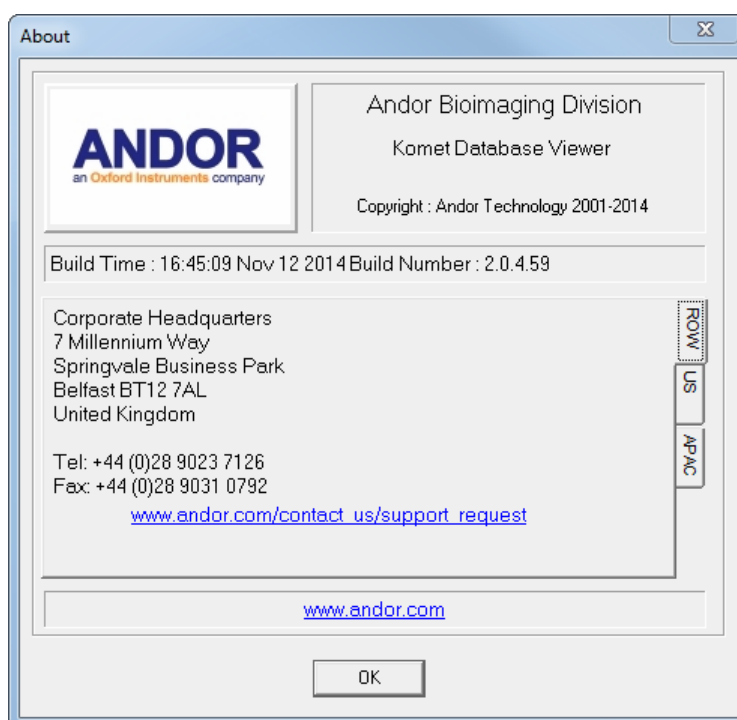 About
ANDOR
an Oxford Instruments company
Andor Bioimaging Division
Komet Database Viewer
Copyright : Andor Technology 2001-2014
Build Time : 16:45:09 Nov 12 2014 Build Number : 2.0.4.59
Corporate Headquarters
7 Millennium Way
Springvale Business Park
Belfast BT12 7AL
United Kingdom
Tel: +44 (0)28 9023 7126
Fax: +44 (0)28 9031 0792
www.andor.com/contact_us/support_request
ROW
US
APAC
www.andor.com
OK